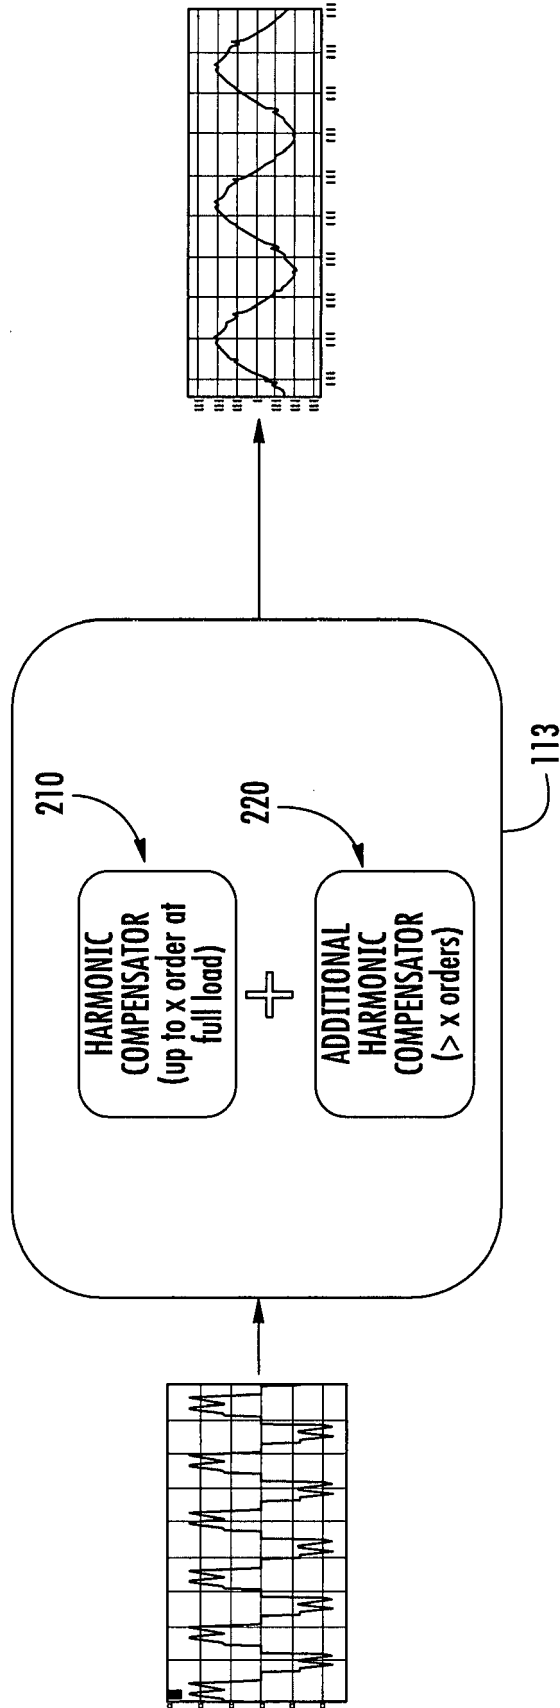 210
HARMONIC
COMPENSATOR
(up to x order at
full load)
+
220
ADDITIONAL
HARMONIC
COMPENSATOR
(> x orders)
113